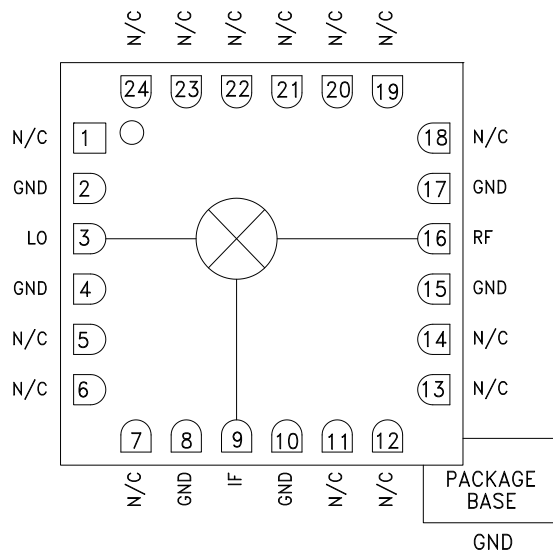 N/C N/C N/C N/C N/C N/C
24 23 22 21 20 19
N/C 1 18 N/C
GND 2 17 GND
LO 3 16 RF
GND 4 15 GND
N/C 5 14 N/C
N/C 6 13 N/C
7 8 9 10 11 12
N/C GND IF GND N/C N/C
PACKAGE
BASE
GND